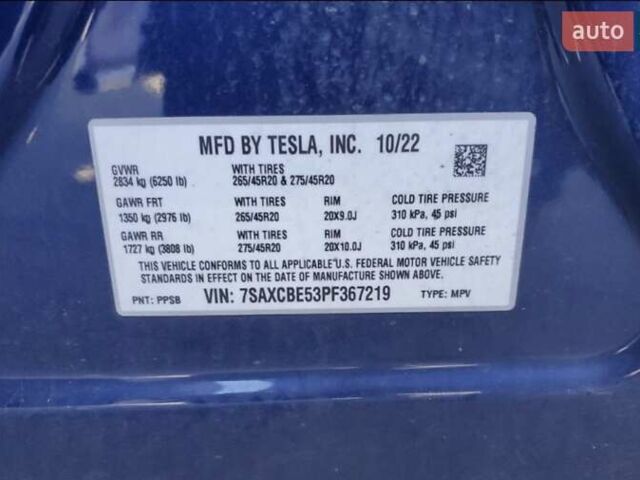 auto
MFD BY TESLA, INC. 10/22
GVWR WITH TIRES
2834 kg (6250 lb) 265/45R20 & 275/45R20
GAWR FRT WITH TIRES RIM COLD TIRE PRESSURE
1350 kg (2976 lb) 265/45R20 20X9.0J 310 kPa, 45 psi
GAWR RR WITH TIRES RIM COLD TIRE PRESSURE
1727 kg (3808 lb) 275/45R20 20X10.0J 310 kPa, 45 psi
THIS VEHICLE CONFORMS TO ALL APPLICABLE U.S. FEDERAL MOTOR VEHICLE SAFETY
STANDARDS IN EFFECT ON THE DATE OF MANUFACTURE SHOWN ABOVE.
PNT: PPSB VIN: 7SAXCBE53PF367219 TYPE: MPV